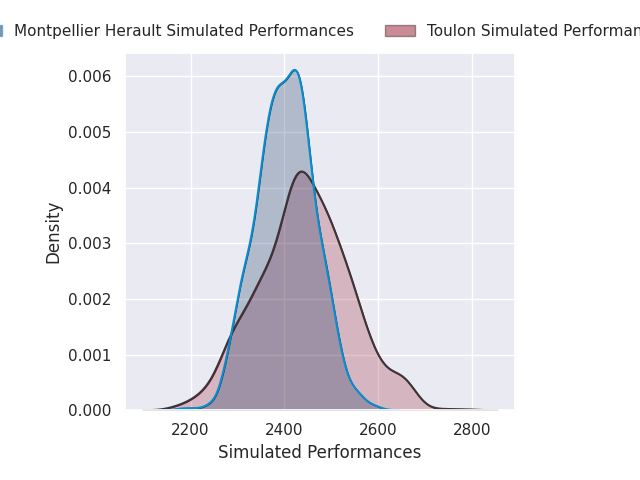 Montpellier Herault Simulated Performances
Toulon Simulated
0.006
0.005
0.004
0.003
0.002
0.001
0.000
Density
2200 2400 2600 2800
Simulated Performances